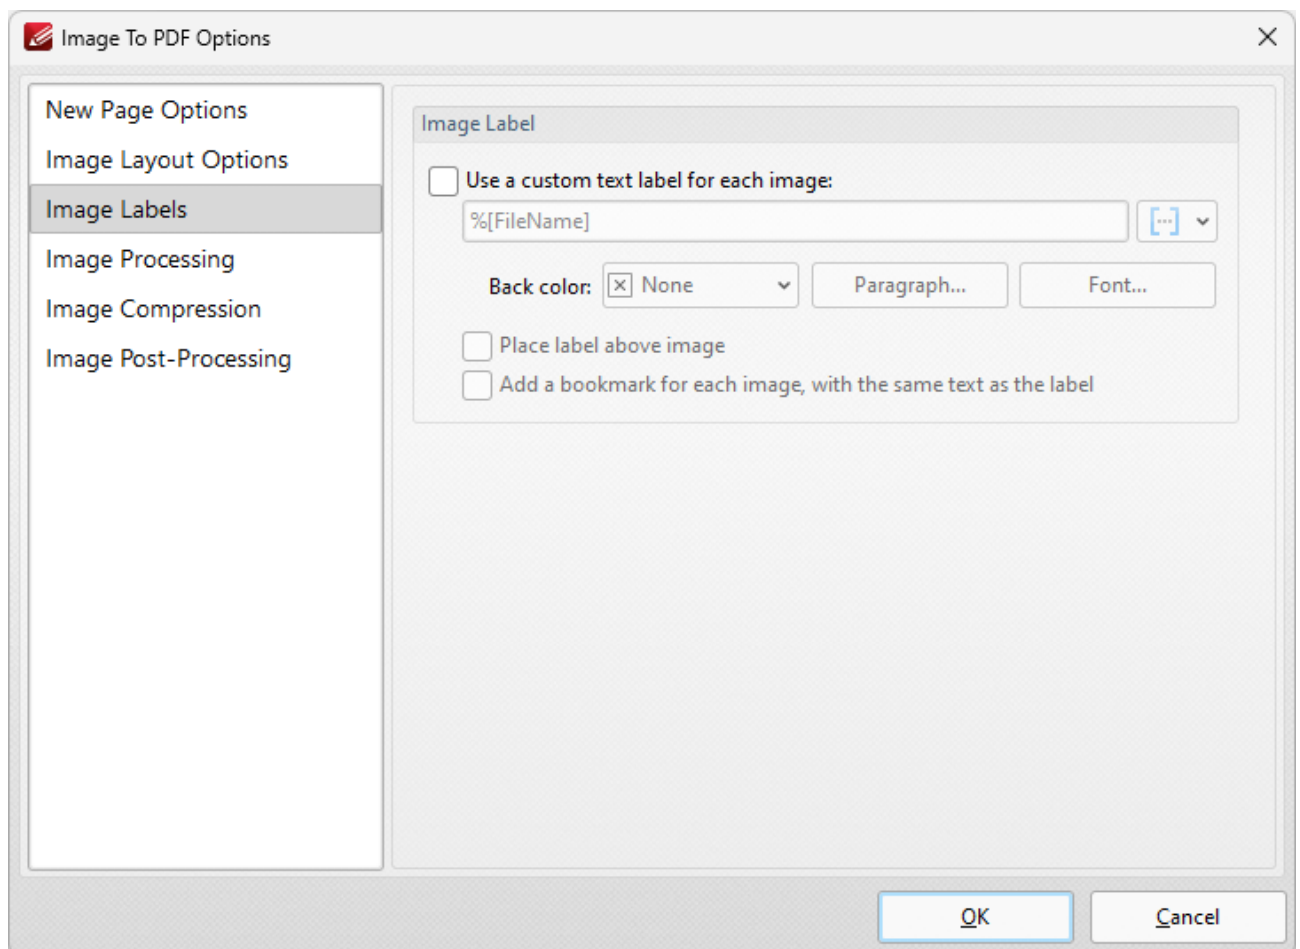 Image To PDF Options
New Page Options
Image Layout Options
Image Labels
Image Processing
Image Compression
Image Post-Processing
Image Label
Use a custom text label for each image:
%[FileName]
Back color: None Paragraph... Font...
Place label above image
Add a bookmark for each image, with the same text as the label
OK Cancel